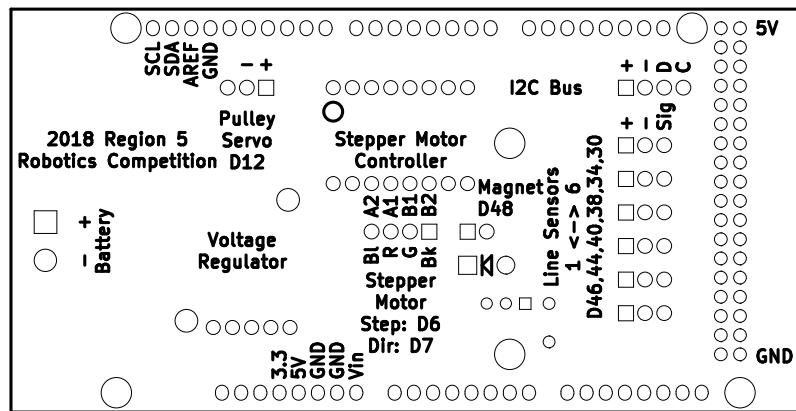 5V
SCL
SDA
AREF
GND
- +
I2C Bus
+
-
D
C
Pulley
Servo
D12
2018 Region 5
Robotics Competition
Stepper Motor
Controller
+
-
Sig
Magnet
D48
A2
A1
B1
B2
Bl
R
G
Bk
+
-
Battery
Voltage
Regulator
Stepper
Motor
Step: D6
Dir: D7
Line Sensors
1 <--> 6
D46,44,40,38,34,30
3.3
5V
GND
GND
Vin
GND